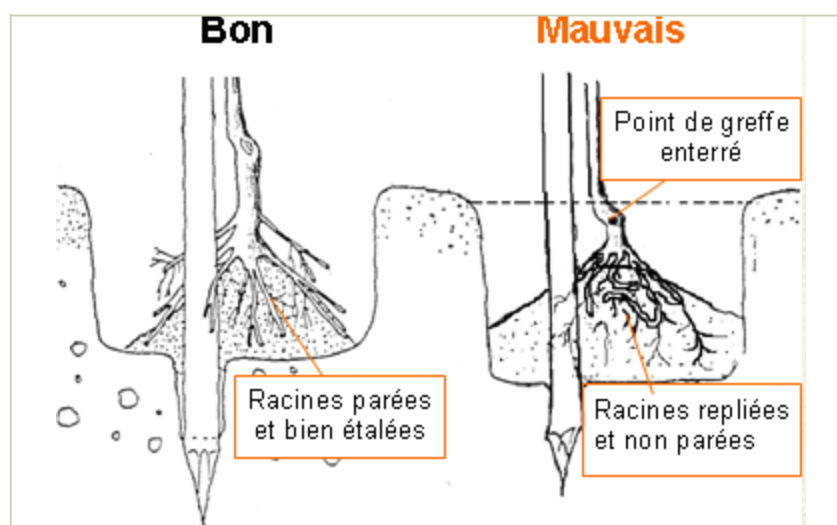 Bon
Mauvais
Point de greffe
enterré
Racines parées
et bien étalées
Racines repliées
et non parées